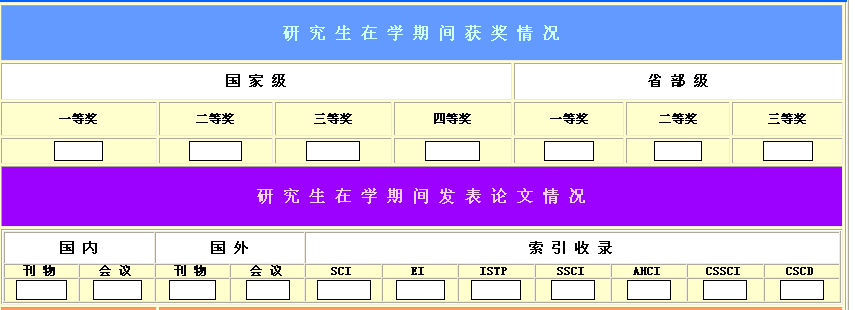 研究生在学期间获奖情况
国家级 省部级
一等奖 二等奖 三等奖 四等奖 一等奖 二等奖 三等奖
研究生在学期间发表论文情况
国内 国外 索引收录
刊物 会议 刊物 会议 SCI EI ISTP SSCI AHCI CSSCI CSCD